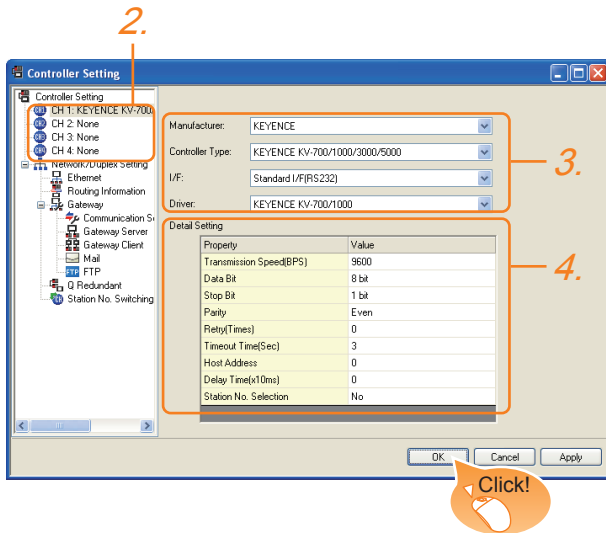 2.
Controller Setting
Controller Setting
CH1 CH 1: KEYENCE KV-700/
CH2 CH 2: None
CH3 CH 3: None
CH4 CH 4: None
Network/Duplex Setting
Ethernet
Routing Information
Gateway
Communication Se
Gateway Server
Gateway Client
Mail
FTP FTP
Q Redundant
Station No. Switching
Manufacturer: KEYENCE
Controller Type: KEYENCE KV-700/1000/3000/5000
I/F: Standard I/F(RS232)
Driver: KEYENCE KV-700/1000
3.
Detail Setting
Property Value
Transmission Speed(BPS) 9600
Data Bit 8 bit
Stop Bit 1 bit
Parity Even
Retry(Times) 0
Timeout Time(Sec) 3
Host Address 0
Delay Time(x10ms) 0
Station No. Selection No
4.
OK Cancel Apply
Click!